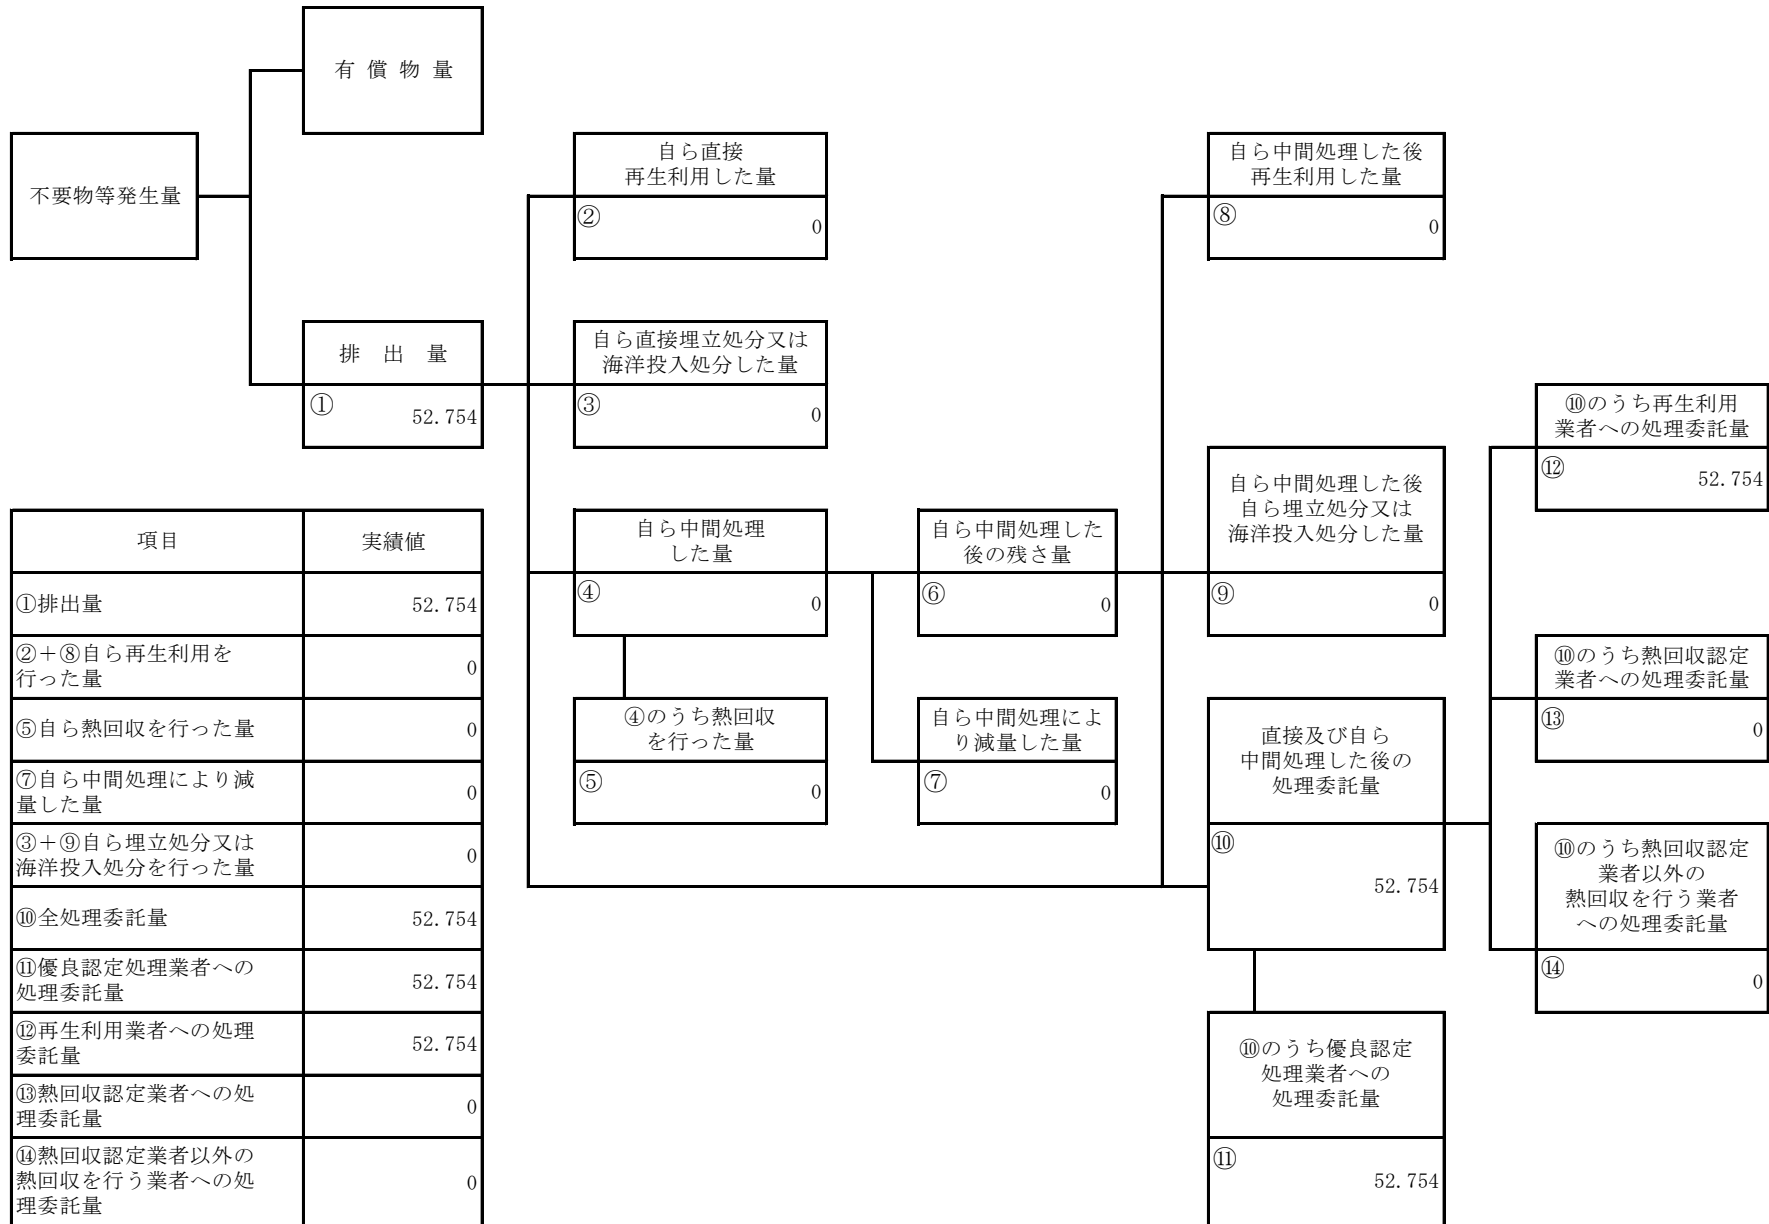 有 償 物 量
不要物等発生量
排 出 量
① 52.754
自ら直接
再生利用した量
② 0
自ら直接埋立処分又は
海洋投入処分した量
③ 0
自ら中間処理
した量
④ 0
④のうち熱回収
を行った量
⑤ 0
自ら中間処理した
後の残さ量
⑥ 0
自ら中間処理によ
り減量した量
⑦ 0
自ら中間処理した後
再生利用した量
⑧ 0
自ら中間処理した後
自ら埋立処分又は
海洋投入処分した量
⑨ 0
直接及び自ら
中間処理した後の
処理委託量
⑩
52.754
⑩のうち優良認定
処理業者への
処理委託量
⑪
52.754
⑩のうち再生利用
業者への処理委託量
⑫ 52.754
⑩のうち熱回収認定
業者への処理委託量
⑬ 0
⑩のうち熱回収認定
業者以外の
熱回収を行う業者
への処理委託量
⑭ 0
項目 実績値
①排出量 52.754
②＋⑧自ら再生利用を
行った量 0
⑤自ら熱回収を行った量 0
⑦自ら中間処理により減
量した量 0
③＋⑨自ら埋立処分又は
海洋投入処分を行った量 0
⑩全処理委託量 52.754
⑪優良認定処理業者への
処理委託量 52.754
⑫再生利用業者への処理
委託量 52.754
⑬熱回収認定業者への処
理委託量 0
⑭熱回収認定業者以外の
熱回収を行う業者への処
理委託量 0